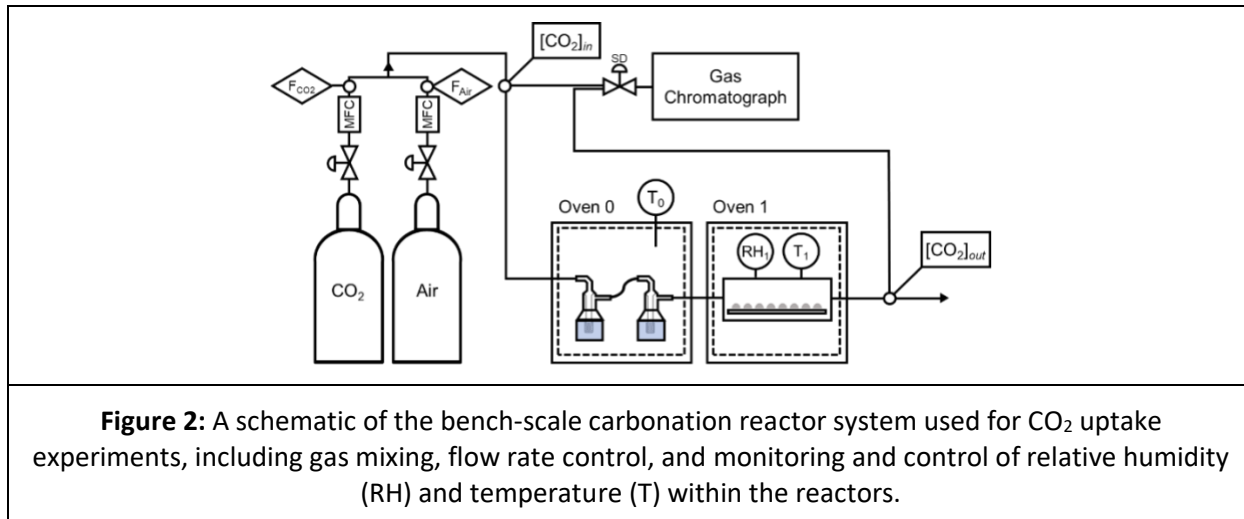 [CO₂]in
SD
Gas
Chromatograph
F_CO2
F_Air
MFC
MFC
T₀
Oven 0
Oven 1
RH₁
T₁
[CO₂]out
CO₂
Air
Figure 2: A schematic of the bench-scale carbonation reactor system used for CO₂ uptake
experiments, including gas mixing, flow rate control, and monitoring and control of relative humidity
(RH) and temperature (T) within the reactors.